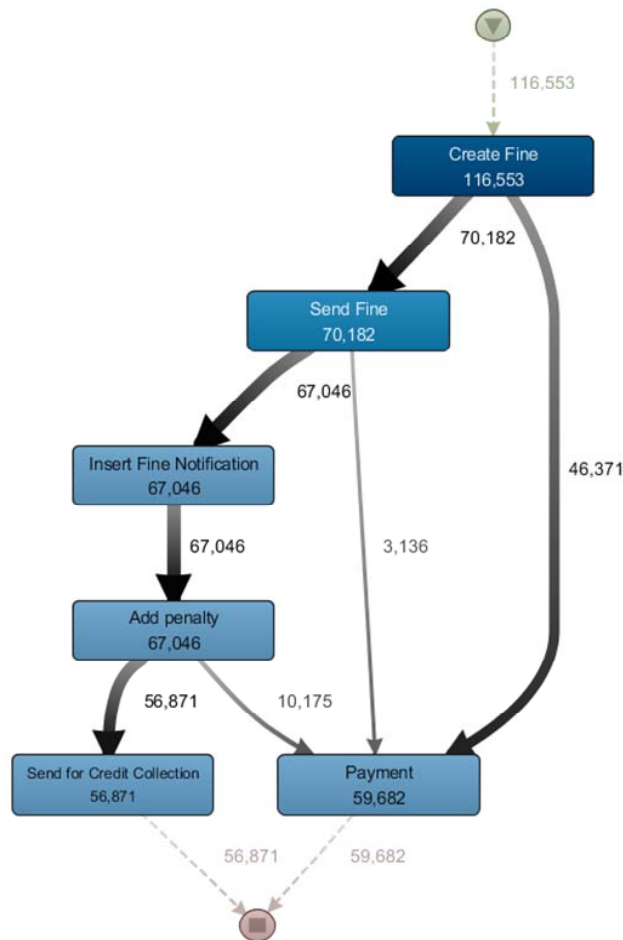 116,553
Create Fine
116,553
70,182
Send Fine
70,182
67,046
46,371
Insert Fine Notification
67,046
67,046
3,136
Add penalty
67,046
56,871
10,175
Send for Credit Collection
56,871
Payment
59,682
56,871
59,682